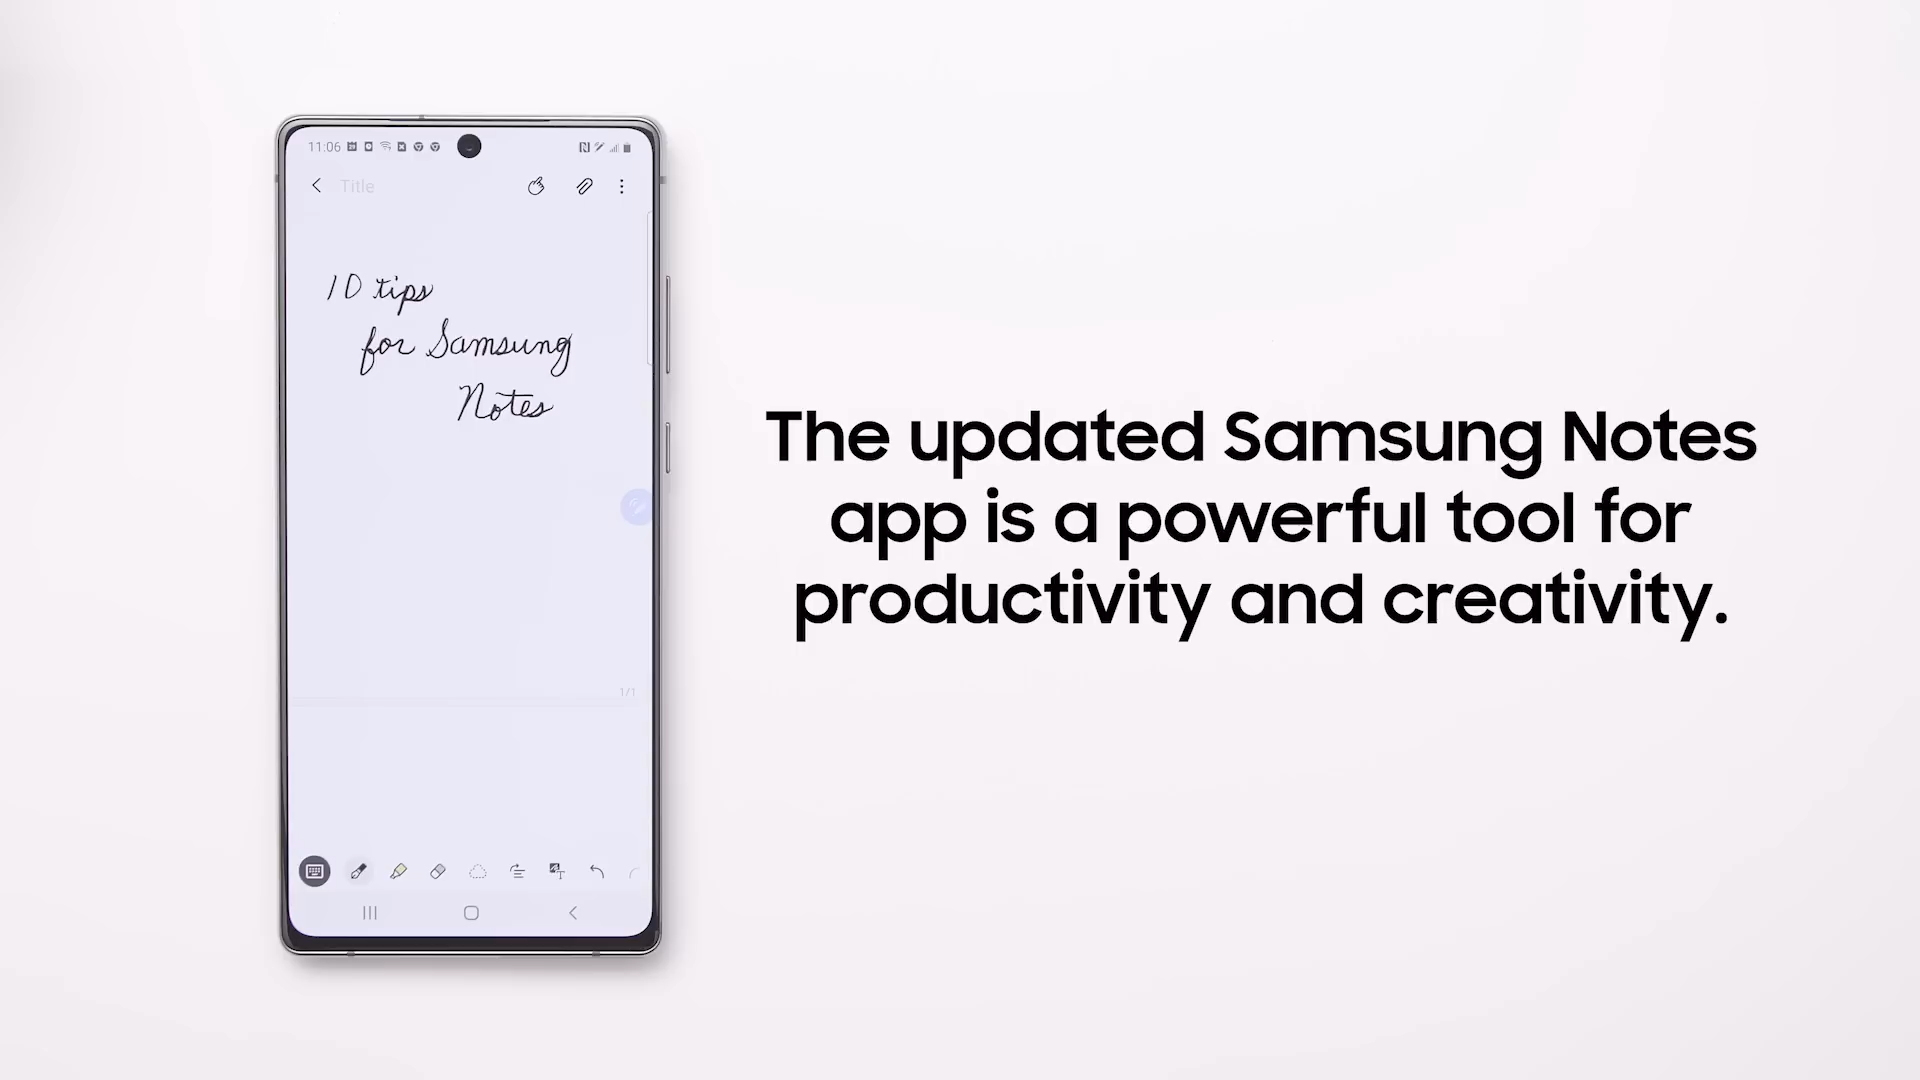 11:06
Title
10 tips
for Samsung
Notes
1/1
The updated Samsung Notes
app is a powerful tool for
productivity and creativity.